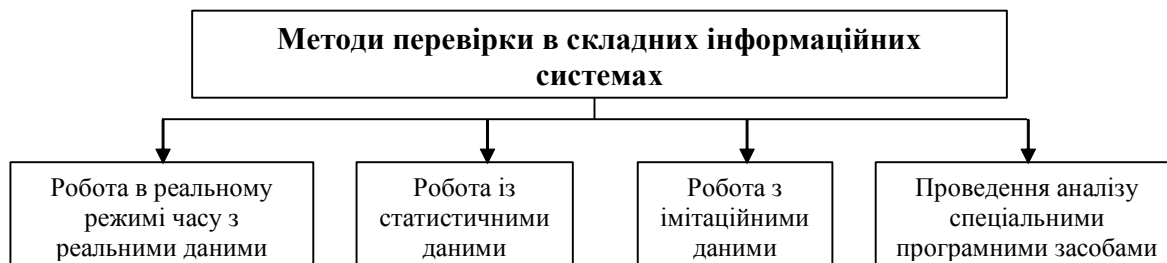 Методи перевірки в складних інформаційних
системах
Робота в реальному
режимі часу з
реальними даними
Робота із
статистичними
даними
Робота з
імітаційними
даними
Проведення аналізу
спеціальними
програмними засобами